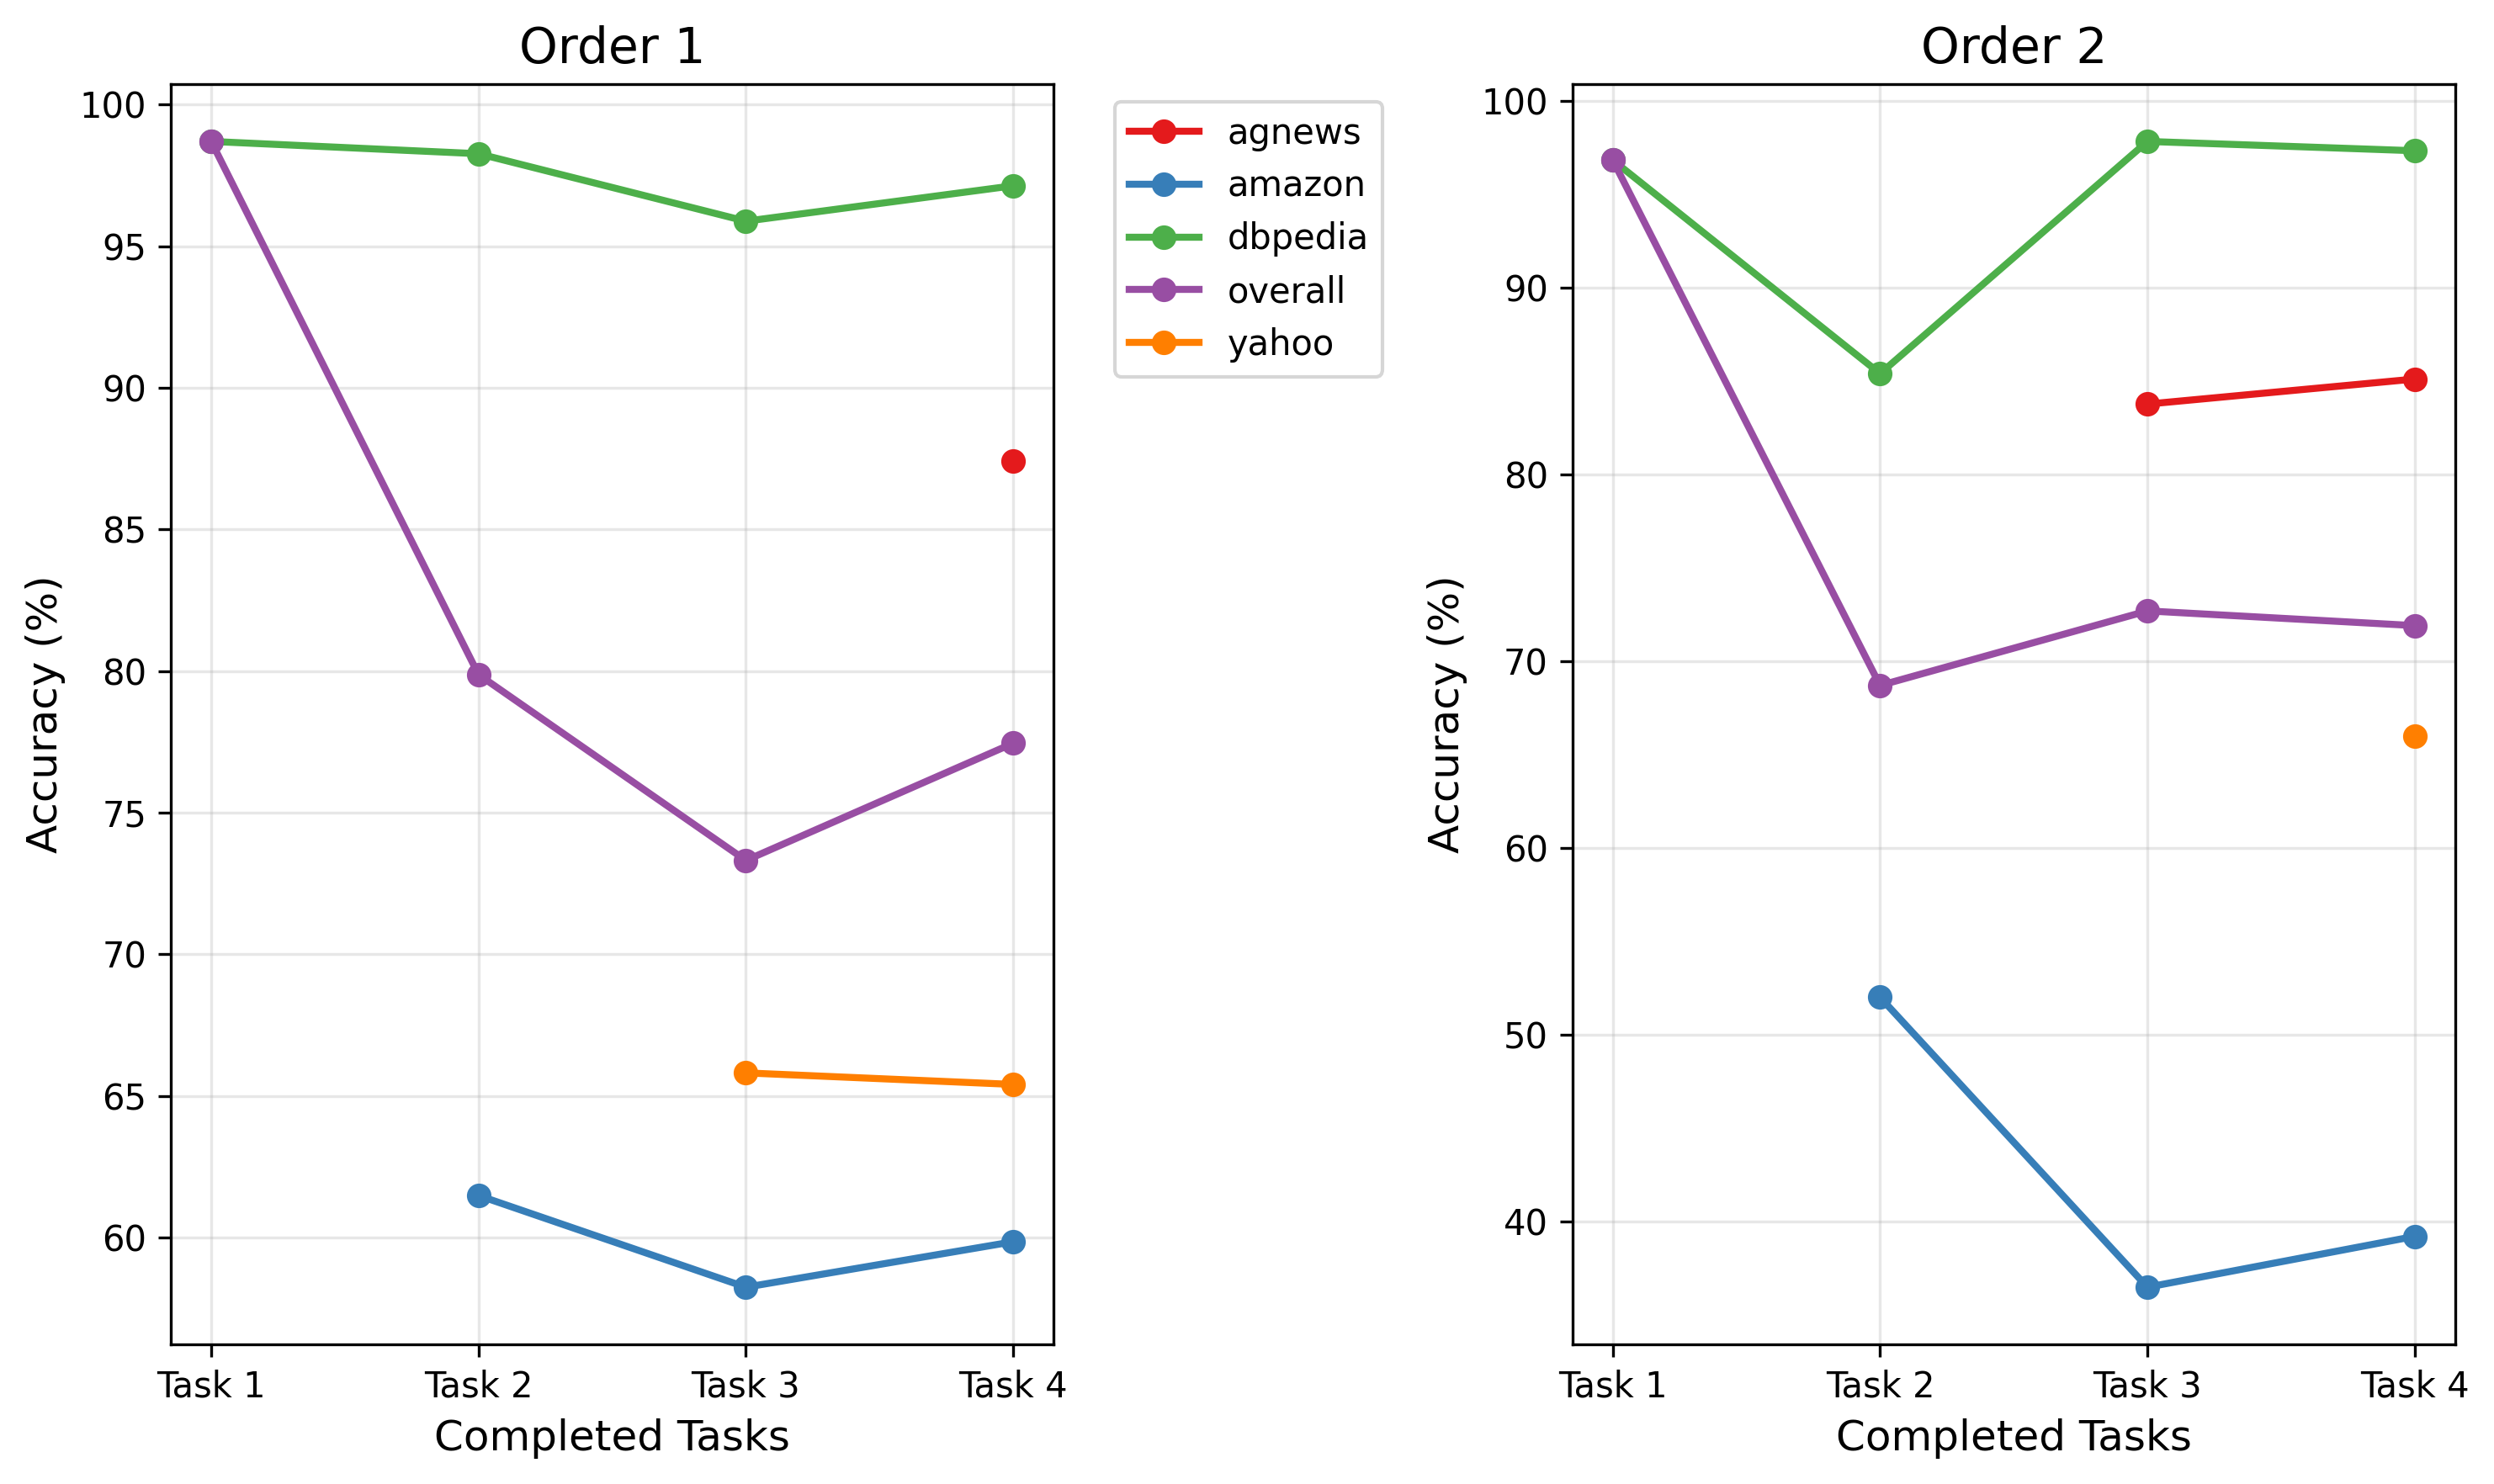 Order 1
100
95
90
85
80
75
70
65
60
Accuracy (%)
Task 1
Task 2
Task 3
Task 4
Completed Tasks
agnews
amazon
dbpedia
overall
yahoo
Order 2
100
90
80
70
60
50
40
Accuracy (%)
Task 1
Task 2
Task 3
Task 4
Completed Tasks